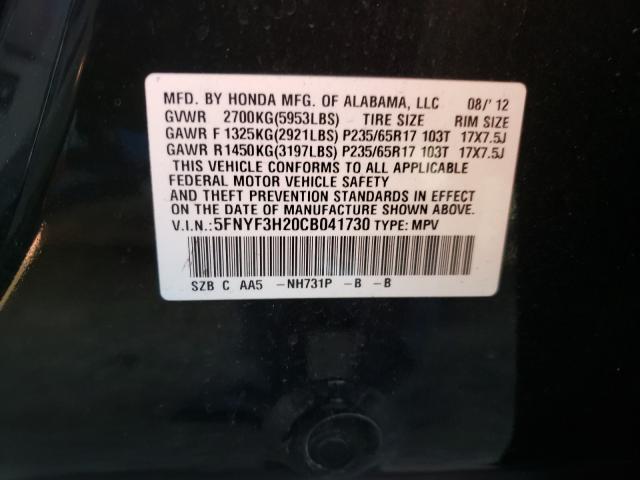 MFD. BY HONDA MFG. OF ALABAMA, LLC 08/'12
GVWR 2700KG(5953LBS) TIRE SIZE RIM SIZE
GAWR F 1325KG(2921LBS) P235/65R17 103T 17X7.5J
GAWR R1450KG(3197LBS) P235/65R17 103T 17X7.5J
THIS VEHICLE CONFORMS TO ALL APPLICABLE
FEDERAL MOTOR VEHICLE SAFETY
AND THEFT PREVENTION STANDARDS IN EFFECT
ON THE DATE OF MANUFACTURE SHOWN ABOVE.
V.I.N.:5FNYF3H20CB041730 TYPE: MPV
SZB C AA5 -NH731P -B -B